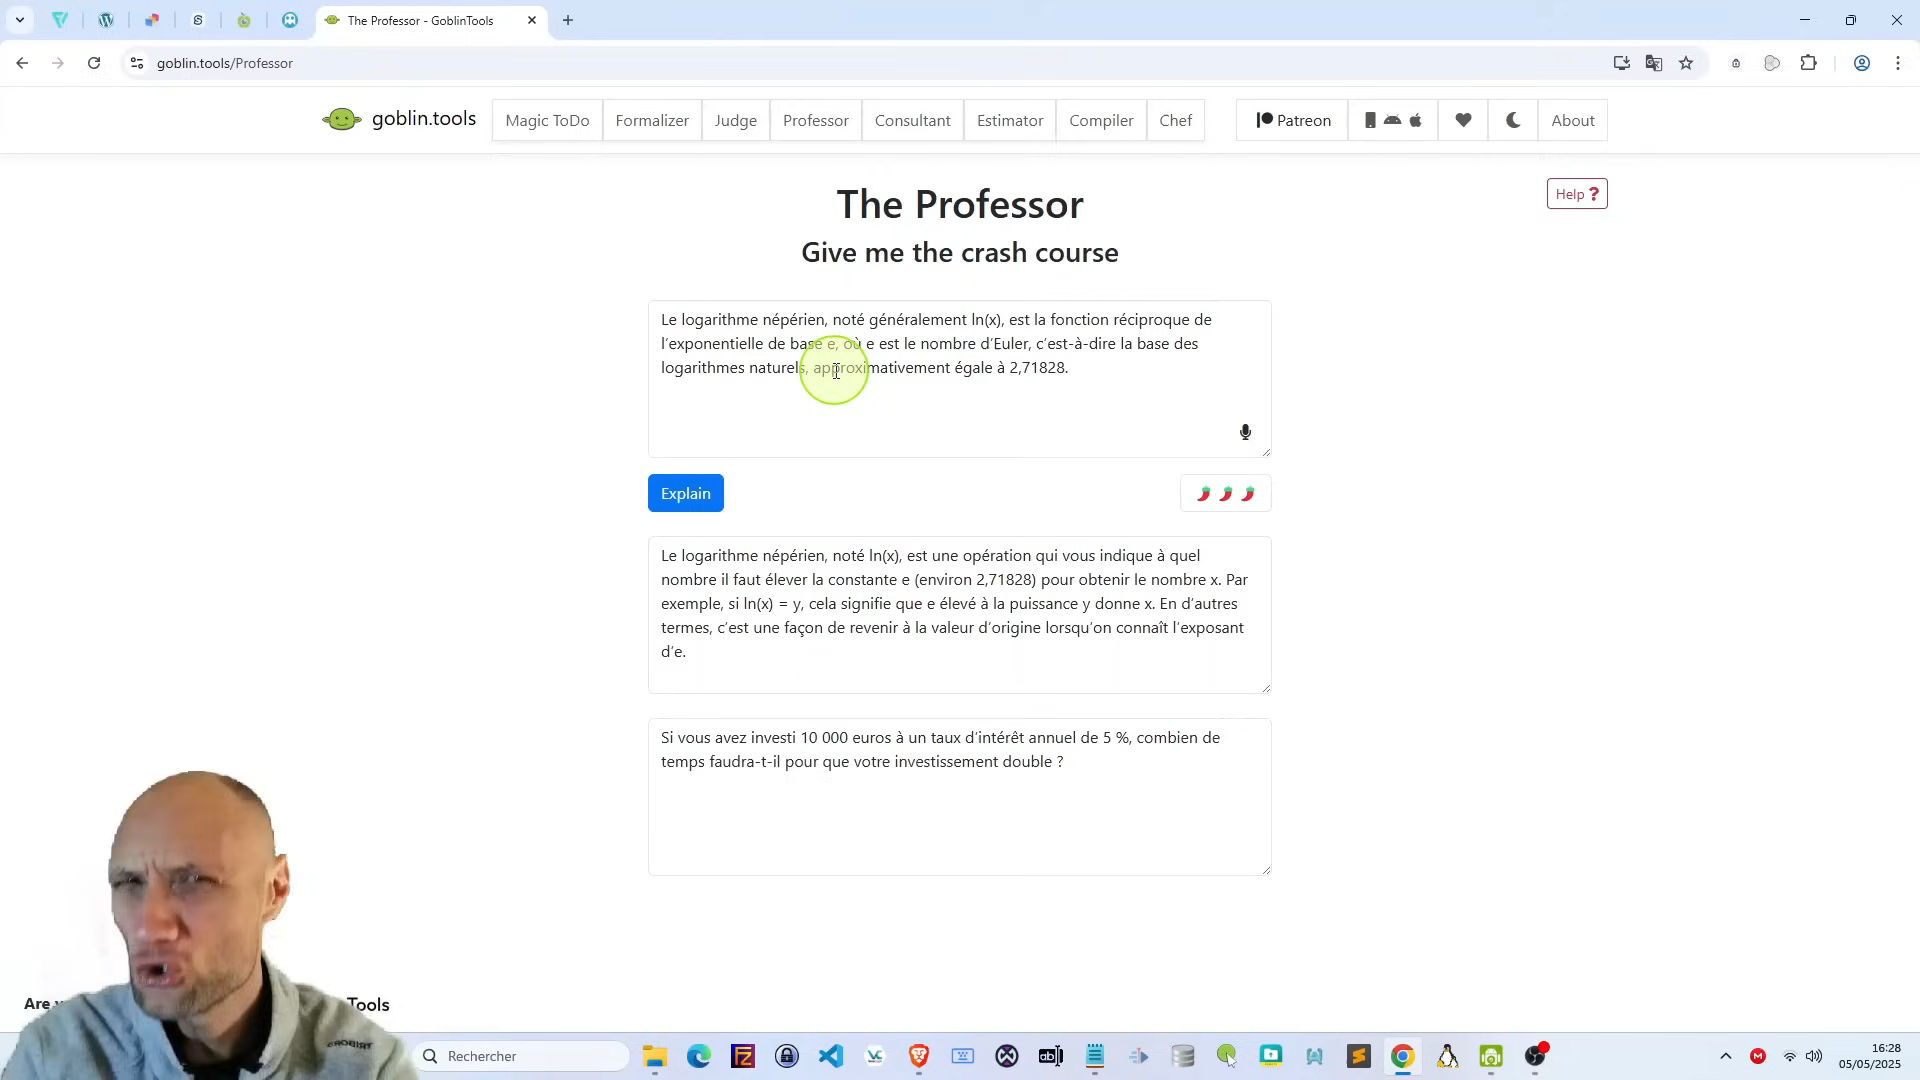 The Professor - GoblinTools
goblin.tools/Professor
goblin.tools
Magic ToDo
Formalizer
Judge
Professor
Consultant
Estimator
Compiler
Chef
Patreon
About
The Professor
Help ?
Give me the crash course
Le logarithme népérien, noté généralement ln(x), est la fonction réciproque de
l'exponentielle de base e, où e est le nombre d'Euler, c'est-à-dire la base des
logarithmes naturels, approximativement égale à 2,71828.
Explain
Le logarithme népérien, noté ln(x), est une opération qui vous indique à quel
nombre il faut élever la constante e (environ 2,71828) pour obtenir le nombre x. Par
exemple, si ln(x) = y, cela signifie que e élevé à la puissance y donne x. En d'autres
termes, c'est une façon de revenir à la valeur d'origine lorsqu'on connaît l'exposant
d'e.
Si vous avez investi 10 000 euros à un taux d'intérêt annuel de 5 %, combien de
temps faudra-t-il pour que votre investissement double ?
Are
Tools
Rechercher
16:28
05/05/2025